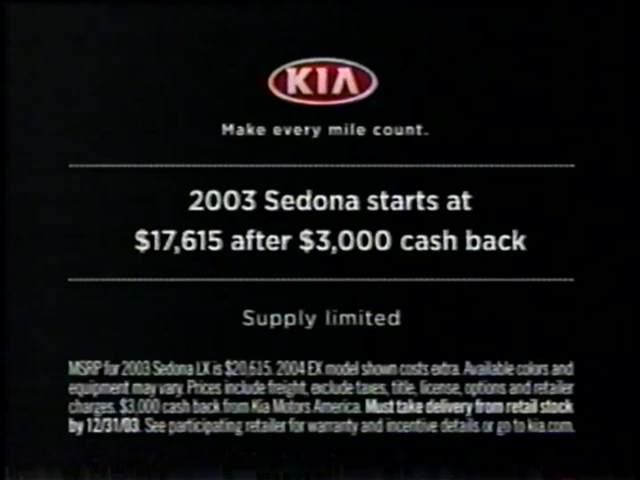 KIA
Make every mile count.
2003 Sedona starts at
$17,615 after $3,000 cash back
Supply limited
MSRP for 2003 Sedona LX is $20,615. 2004 EX model shown costs extra. Available colors and
equipment may vary. Prices include freight, exclude taxes, title, license, options and retailer
charges. $3,000 cash back from Kia Motors America. Must take delivery from retail stock
by 12/31/03. See participating retailer for warranty and incentive details or go to kia.com.